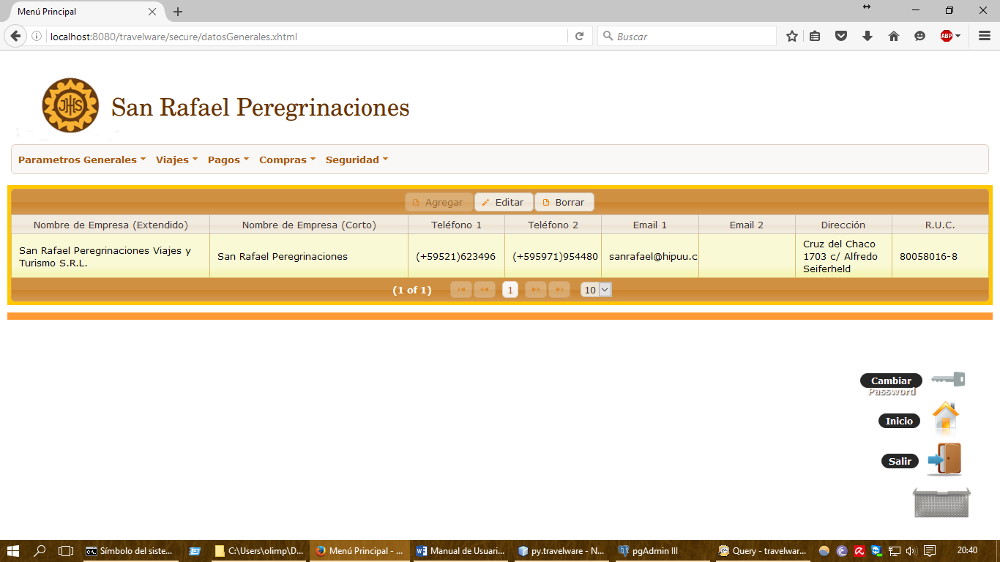 Menú Principal
localhost:8080/travelware/secure/datosGenerales.xhtml
Buscar
ABP
JHS
San Rafael Peregrinaciones
Parametros Generales Viajes Pagos Compras Seguridad
Agregar Editar Borrar
Nombre de Empresa (Extendido) Nombre de Empresa (Corto) Teléfono 1 Teléfono 2 Email 1 Email 2 Dirección R.U.C.
San Rafael Peregrinaciones Viajes y
Turismo S.R.L.
San Rafael Peregrinaciones
(+59521)623496
(+595971)954480
sanrafael@hipuu.c
Cruz del Chaco
1703 c/ Alfredo
Seiferheld
80058016-8
(1 of 1) 1 10
Cambiar
Password
Inicio
Salir
Símbolo del siste... C:\Users\olimp\D... Menú Principal - ... Manual de Usuari... py.travelware - N... pgAdmin III Query - travelwar... 20:40